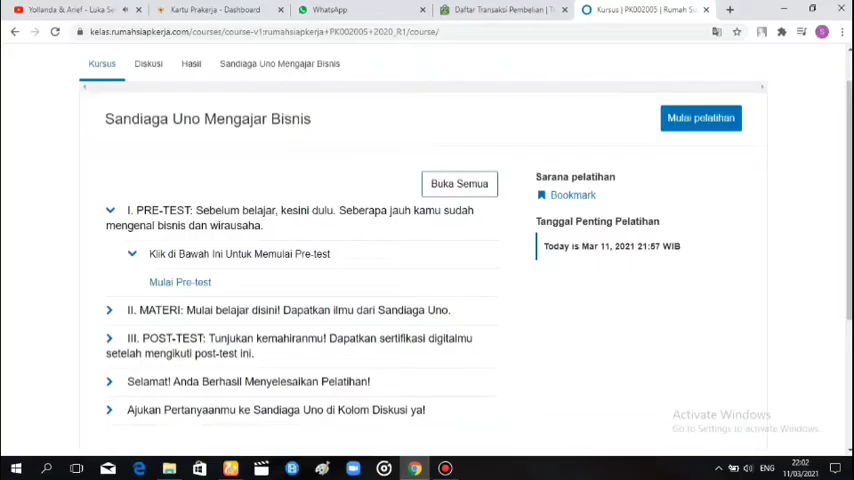 Yollanda & Arief - Luka Se
Kartu Prakerja - Dashboard
WhatsApp
Daftar Transaksi Pembelian | T
Kursus | PK002005 | Rumah Si
kelas.rumahsiapkerja.com/courses/course-v1:rumahsiapkerja+PK002005+2020_R1/course/
S
Kursus
Diskusi
Hasil
Sandiaga Uno Mengajar Bisnis
Sandiaga Uno Mengajar Bisnis
Mulai pelatihan
Buka Semua
Sarana pelatihan
Bookmark
Tanggal Penting Pelatihan
Today is Mar 11, 2021 21:57 WIB
I. PRE-TEST: Sebelum belajar, kesini dulu. Seberapa jauh kamu sudah
mengenal bisnis dan wirausaha.
Klik di Bawah Ini Untuk Memulai Pre-test
Mulai Pre-test
II. MATERI: Mulai belajar disini! Dapatkan ilmu dari Sandiaga Uno.
III. POST-TEST: Tunjukan kemahiranmu! Dapatkan sertifikasi digitalmu
setelah mengikuti post-test ini.
Selamat! Anda Berhasil Menyelesaikan Pelatihan!
Ajukan Pertanyaanmu ke Sandiaga Uno di Kolom Diskusi ya!
Activate Windows
Go to Settings to activate Windows.
ENG
22:02
11/03/2021